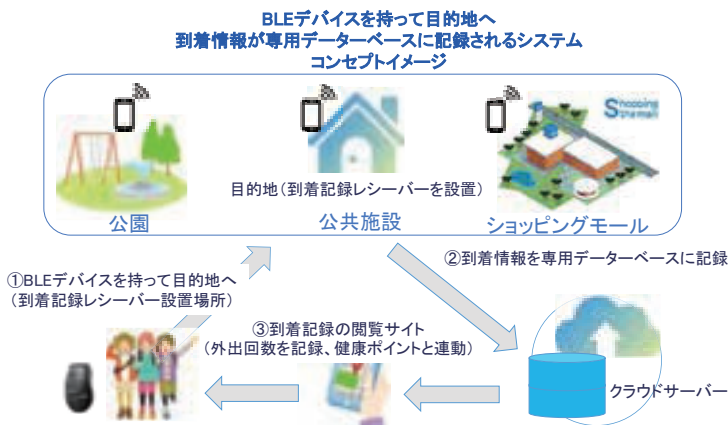 BLEデバイスを持って目的地へ
到着情報が専用データーベースに記録されるシステム
コンセプトイメージ
Shopping
the mall
目的地(到着記録レシーバーを設置)
公園
公共施設
ショッピングモール
①BLEデバイスを持って目的地へ
(到着記録レシーバー設置場所)
②到着情報を専用データーベースに記録
③到着記録の閲覧サイト
(外出回数を記録、健康ポイントと連動)
クラウドサーバー